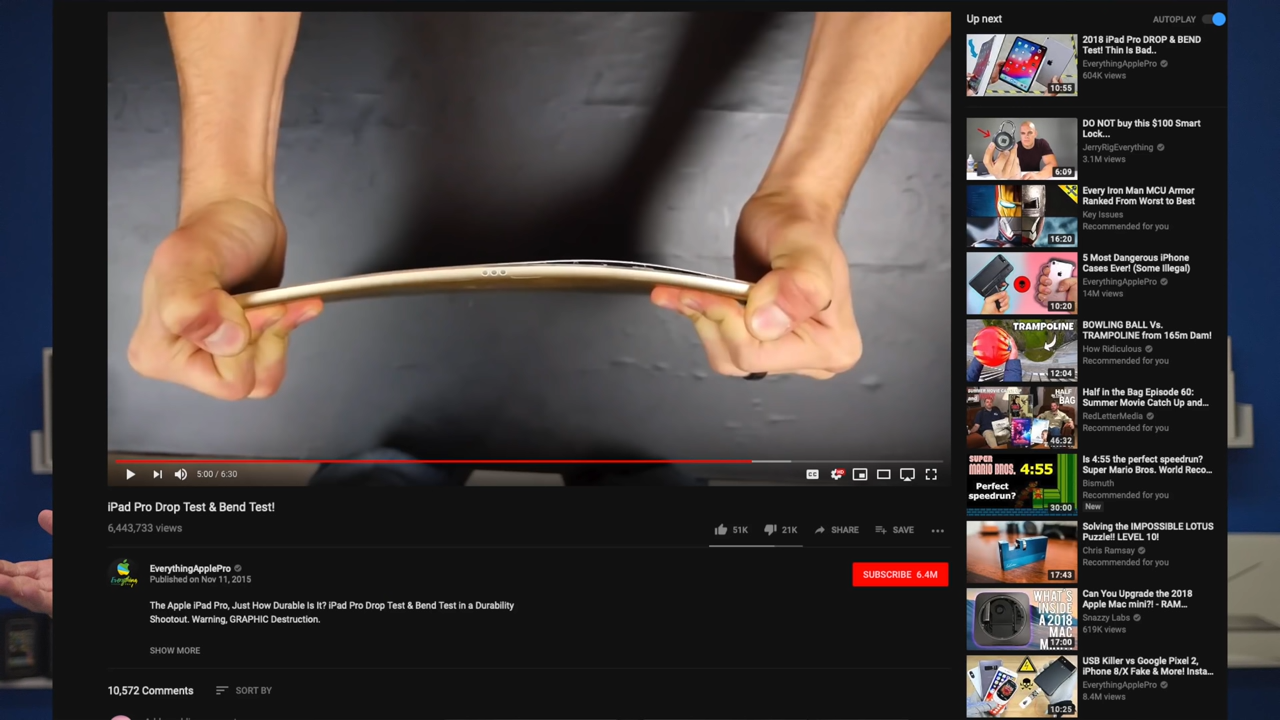 5:00 / 6:30
CC
HD
iPad Pro Drop Test & Bend Test!
6,443,733 views
51K
21K
SHARE
SAVE
Everything
EverythingApplePro
Published on Nov 11, 2015
SUBSCRIBE 6.4M
The Apple iPad Pro, Just How Durable Is It? iPad Pro Drop Test & Bend Test in a Durability
Shootout. Warning, GRAPHIC Destruction.
SHOW MORE
10,572 Comments
SORT BY
Up next
AUTOPLAY
10:55
2018 iPad Pro DROP & BEND
Test! Thin Is Bad..
EverythingApplePro
604K views
6:09
DO NOT buy this $100 Smart
Lock...
JerryRigEverything
3.1M views
16:20
Every Iron Man MCU Armor
Ranked From Worst to Best
Key Issues
Recommended for you
10:20
5 Most Dangerous iPhone
Cases Ever! (Some Illegal)
EverythingApplePro
14M views
TRAMPOLINE
12:04
BOWLING BALL Vs.
TRAMPOLINE from 165m Dam!
How Ridiculous
Recommended for you
HALF
BAG
46:32
Half in the Bag Episode 60:
Summer Movie Catch Up and...
RedLetterMedia
Recommended for you
SUPER
MARIO BROS.
4:55
Perfect
speedrun?
30:00
Is 4:55 the perfect speedrun?
Super Mario Bros. World Reco...
Bismuth
Recommended for you
New
17:43
Solving the IMPOSSIBLE LOTUS
Puzzle!! LEVEL 10!
Chris Ramsay
Recommended for you
WHAT'S
INSIDE
A 2018
MAC
17:00
Can You Upgrade the 2018
Apple Mac mini?! - RAM...
Snazzy Labs
619K views
10:25
USB Killer vs Google Pixel 2,
iPhone 8/X Fake & More! Insta...
EverythingApplePro
8.4M views